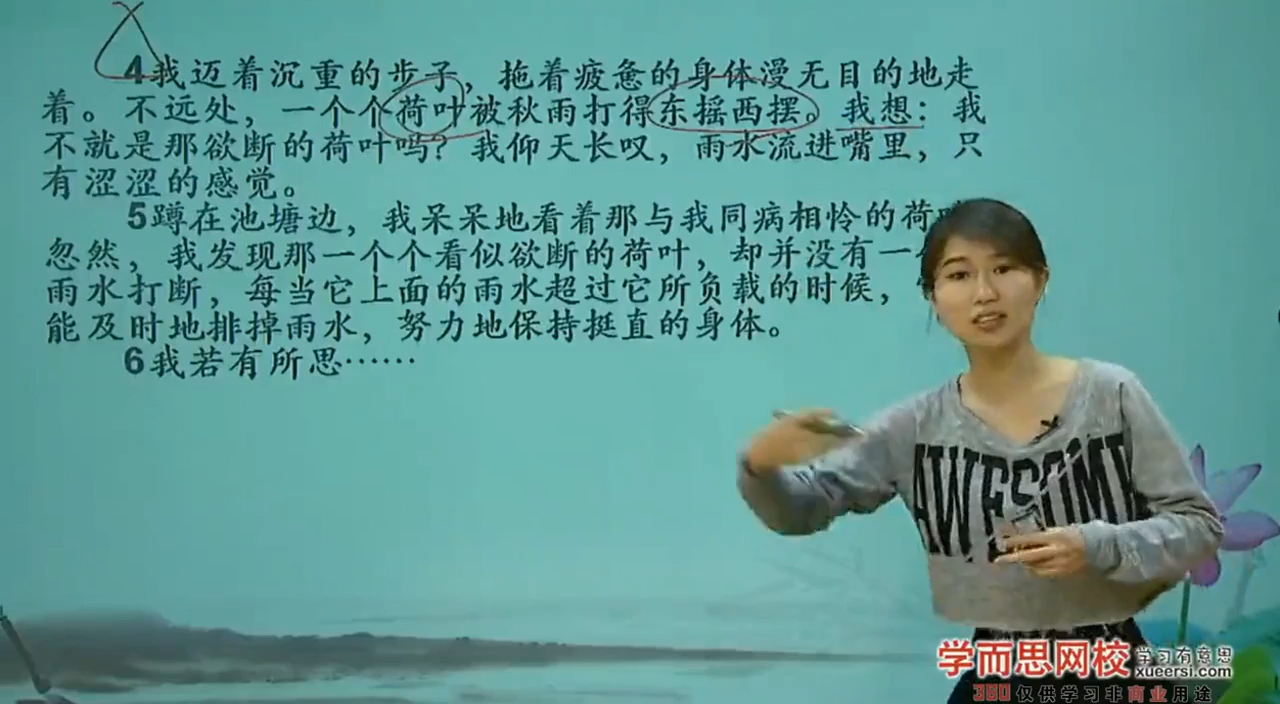 4我迈着沉重的步子，拖着疲惫的身体漫无目的地走
着。不远处，一个个荷叶被秋雨打得东摇西摆。我想：我
不就是那欲断的荷叶吗？我仰天长叹，雨水流进嘴里，只
有涩涩的感觉。
5蹲在池塘边，我呆呆地看着那与我同病相怜的荷
忽然，我发现那一个个看似欲断的荷叶，却并没有一
雨水打断，每当它上面的雨水超过它所负载的时候，
能及时地排掉雨水，努力地保持挺直的身体。
6我若有所思……
AWESOME
学而思网校 学习有意思
xueersi.com
360仅供学习非商业用途